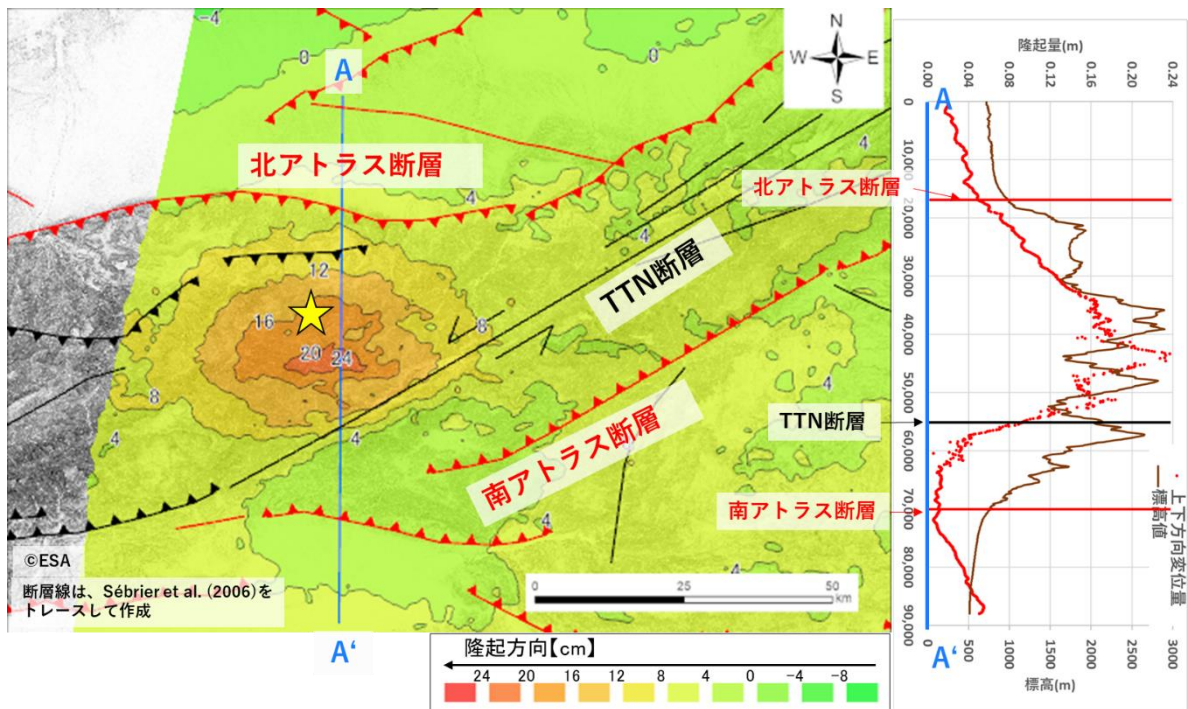 -4
0
0
A
N
W
E
S
北アトラス断層
4
4
4
4
12
16
20
24
8
8
4
4
4
4
4
TTN断層
南アトラス断層
©ESA
断層線は、Sébrier et al. (2006)を
トレースして作成
0
25
50
km
A‘
隆起方向【cm】
24
20
16
12
8
4
0
-4
-8
隆起量(m)
0.00
0.04
0.08
0.12
0.16
0.20
0.24
A
0
10,000
20,000
30,000
40,000
50,000
60,000
70,000
80,000
90,000
北アトラス断層
TTN断層
南アトラス断層
上下方向変位量
標高値
A‘
0
500
1000
1500
2000
2500
3000
標高(m)